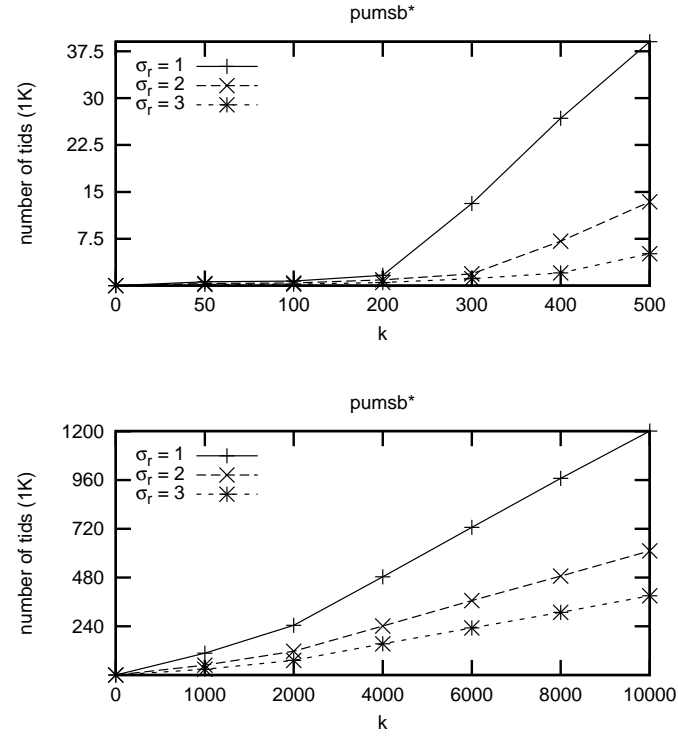 pumsb*
37.5
30
22.5
15
7.5
number of tids (1K)
σr = 1
σr = 2
σr = 3
0 50 100 200 300 400 500
k
pumsb*
1200
960
720
480
240
number of tids (1K)
σr = 1
σr = 2
σr = 3
0 1000 2000 4000 6000 8000 10000
k